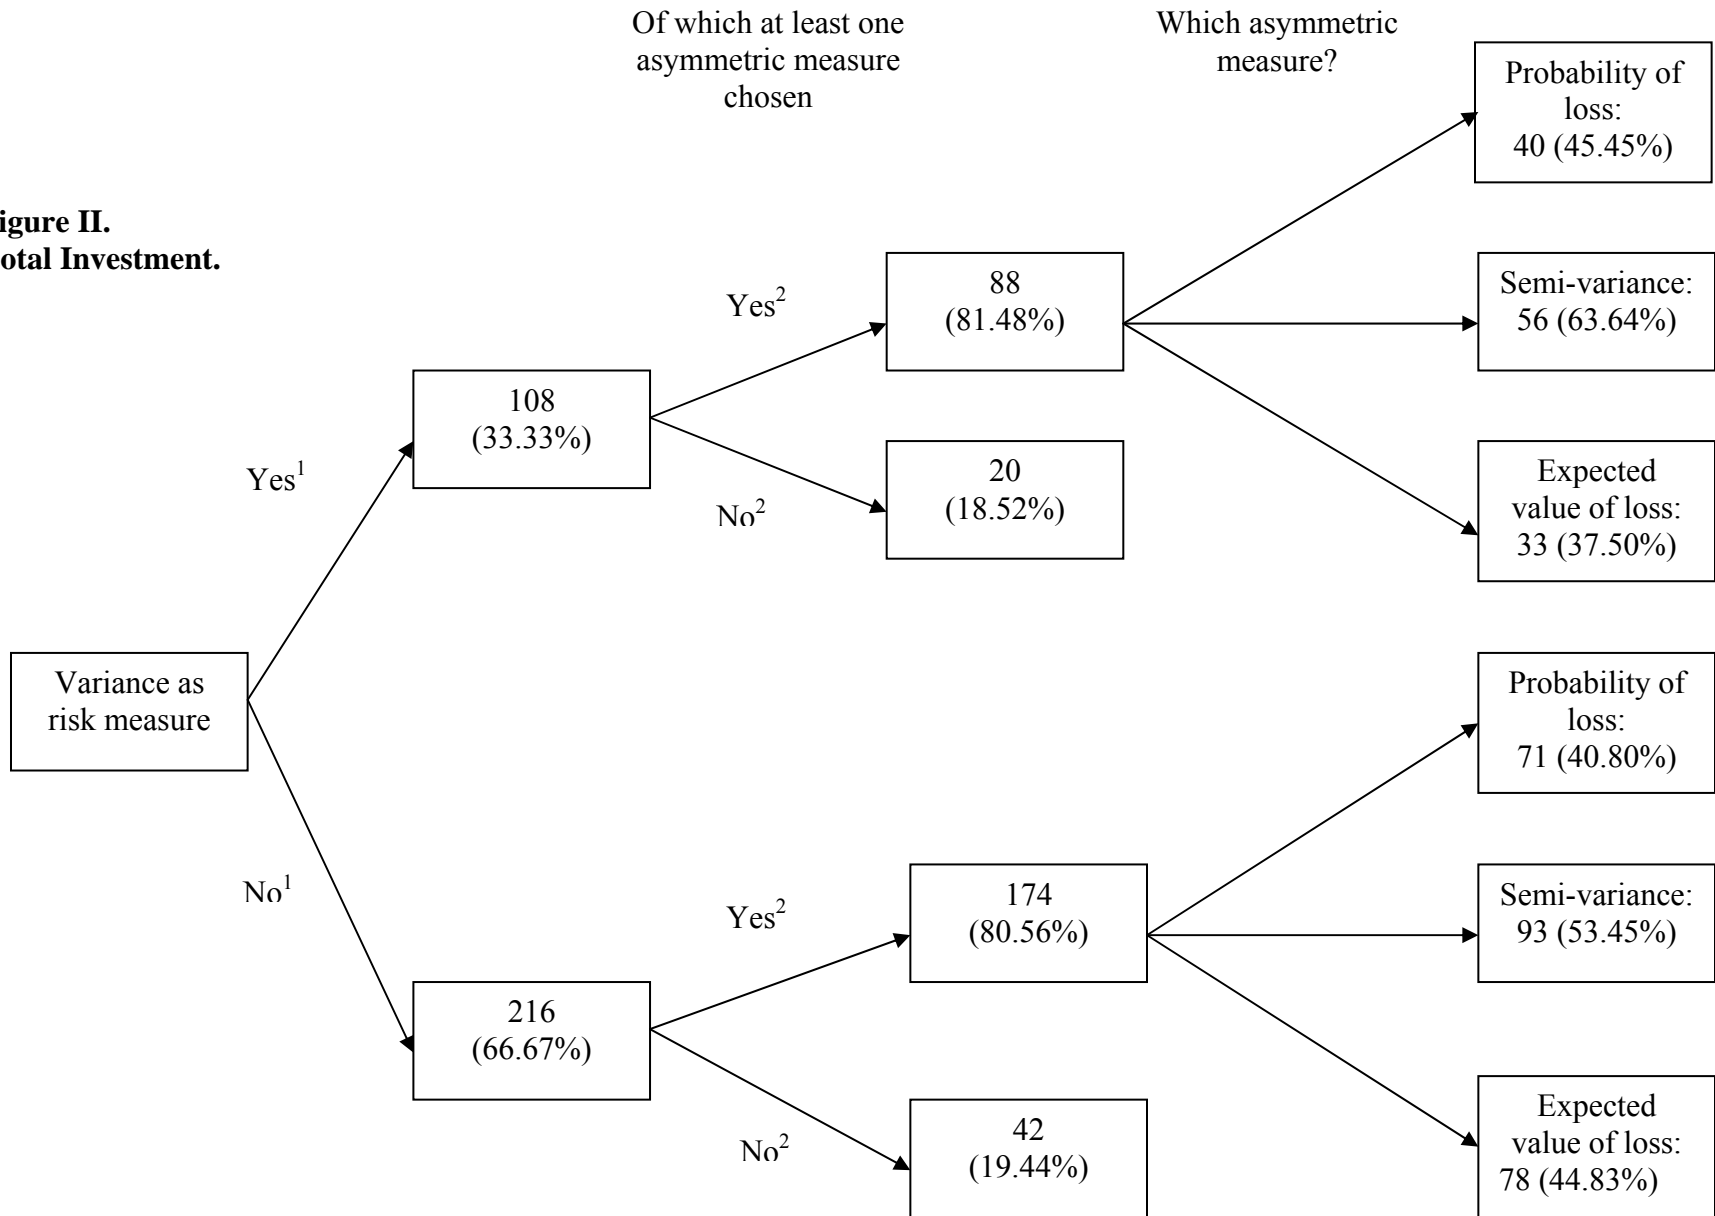 Of which at least one
asymmetric measure
chosen
Which asymmetric
measure?
igure II.
otal Investment.
Probability of
loss:
40 (45.45%)
Yes²
88
(81.48%)
Semi-variance:
56 (63.64%)
Yes¹
108
(33.33%)
No²
20
(18.52%)
Expected
value of loss:
33 (37.50%)
Variance as
risk measure
Probability of
loss:
71 (40.80%)
No¹
216
(66.67%)
Yes²
174
(80.56%)
Semi-variance:
93 (53.45%)
No²
42
(19.44%)
Expected
value of loss:
78 (44.83%)